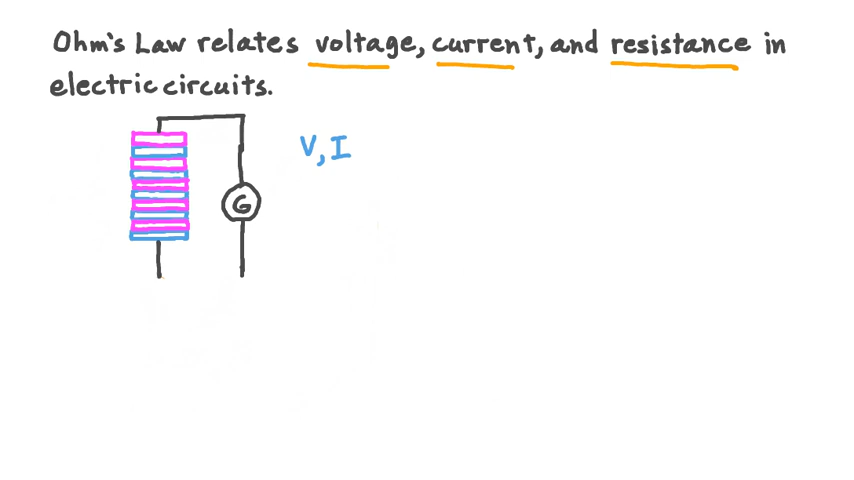 Ohm's Law relates voltage, current, and resistance in
electric circuits.
V, I
G